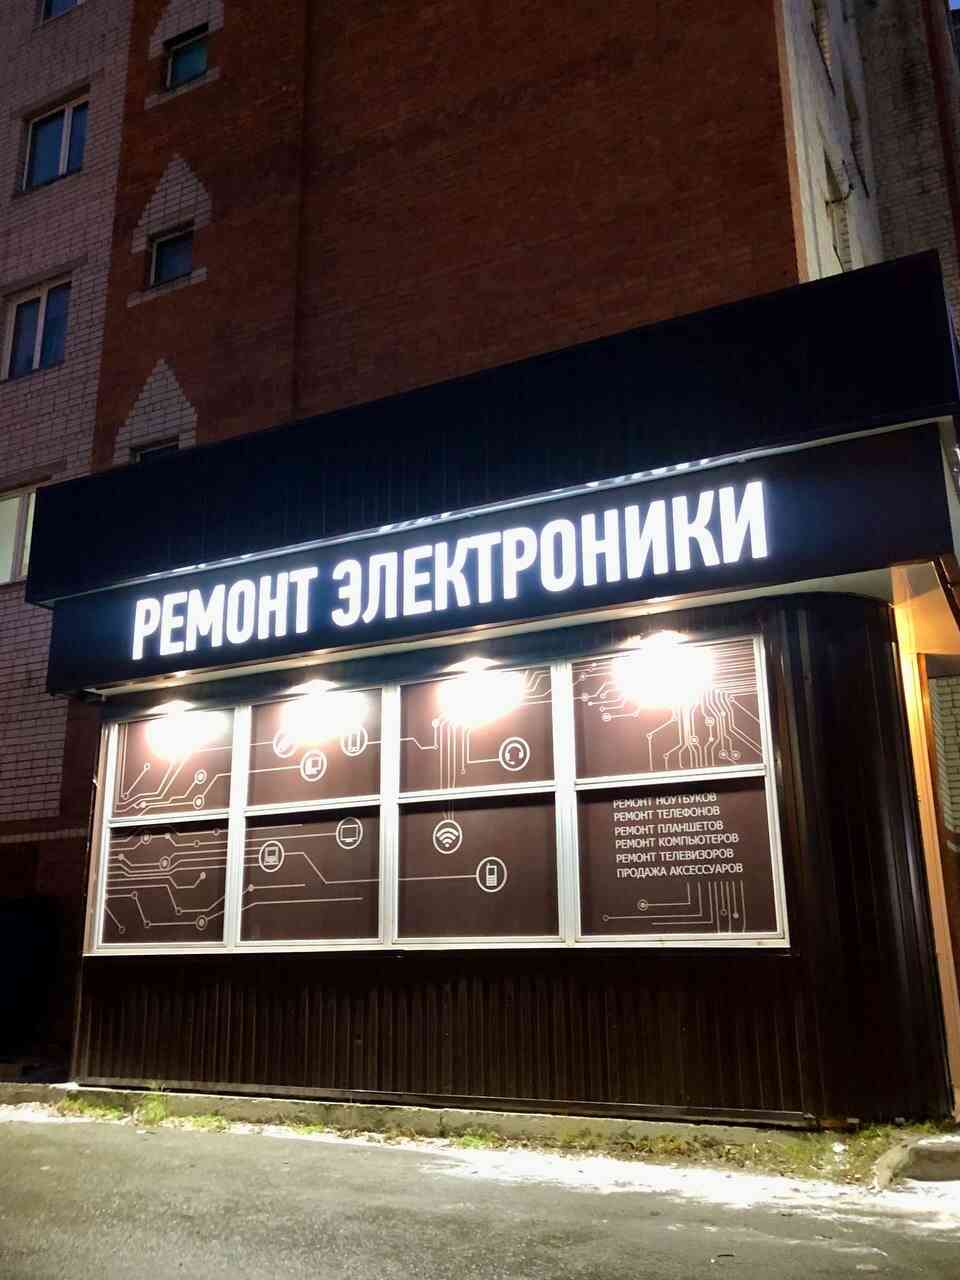 РЕМОНТ ЭЛЕКТРОНИКИ
РЕМОНТ НОУТБУКОВ
РЕМОНТ ТЕЛЕФОНОВ
РЕМОНТ ПЛАНШЕТОВ
РЕМОНТ КОМПЬЮТЕРОВ
РЕМОНТ ТЕЛЕВИЗОРОВ
ПРОДАЖА АКСЕССУАРОВ